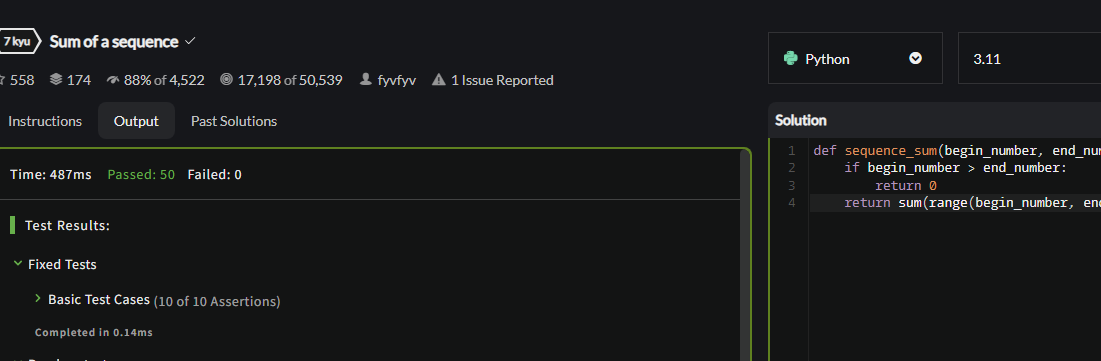 7 kyu Sum of a sequence
558 174 88% of 4,522 17,198 of 50,539 fyvfyv 1 Issue Reported
Python
3.11
Instructions Output Past Solutions
Time: 487ms Passed: 50 Failed: 0
Test Results:
Fixed Tests
Basic Test Cases (10 of 10 Assertions)
Completed in 0.14ms
Solution
1 def sequence_sum(begin_number, end_nu
2 if begin_number > end_number:
3 return 0
4 return sum(range(begin_number, en